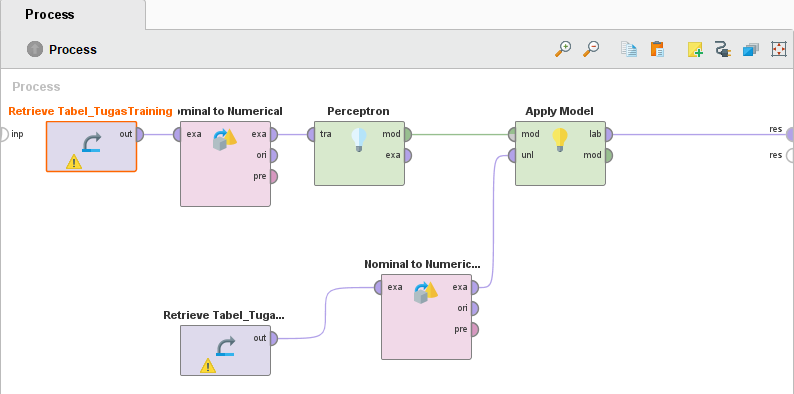 Process
Process
Process
Retrieve Tabel_TugasTraining
ominal to Numerical
Perceptron
Apply Model
inp
out
exa
exa
ori
pre
tra
mod
exa
mod
unl
lab
mod
res
res
Nominal to Numeric...
exa
exa
ori
pre
Retrieve Tabel_Tuga...
out